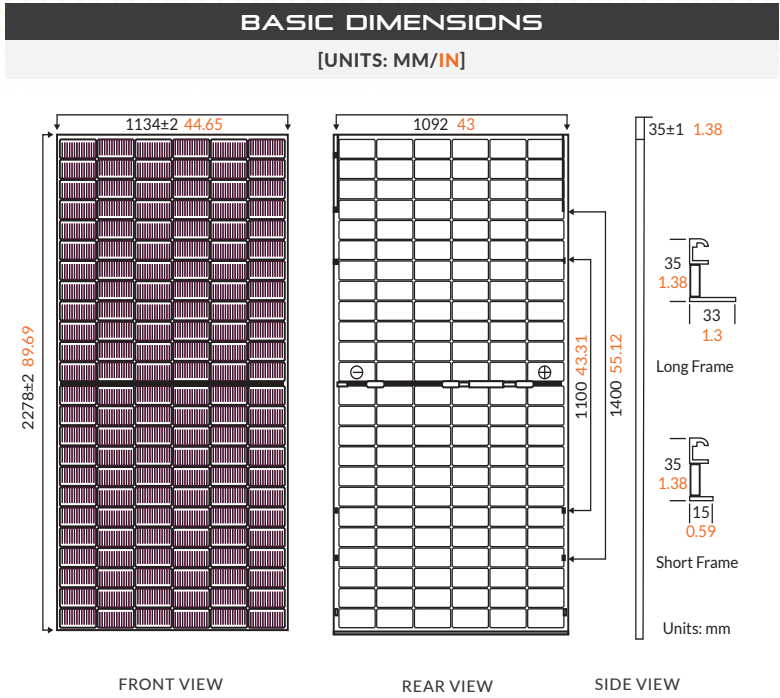 BASIC DIMENSIONS
[UNITS: MM/IN]
1134±2 44.65
1092 43
35±1 1.38
2278±2 89.69
1100 43.31
1400 55.12
35
1.38
33
1.3
Long Frame
35
1.38
15
0.59
Short Frame
Units: mm
FRONT VIEW
REAR VIEW
SIDE VIEW